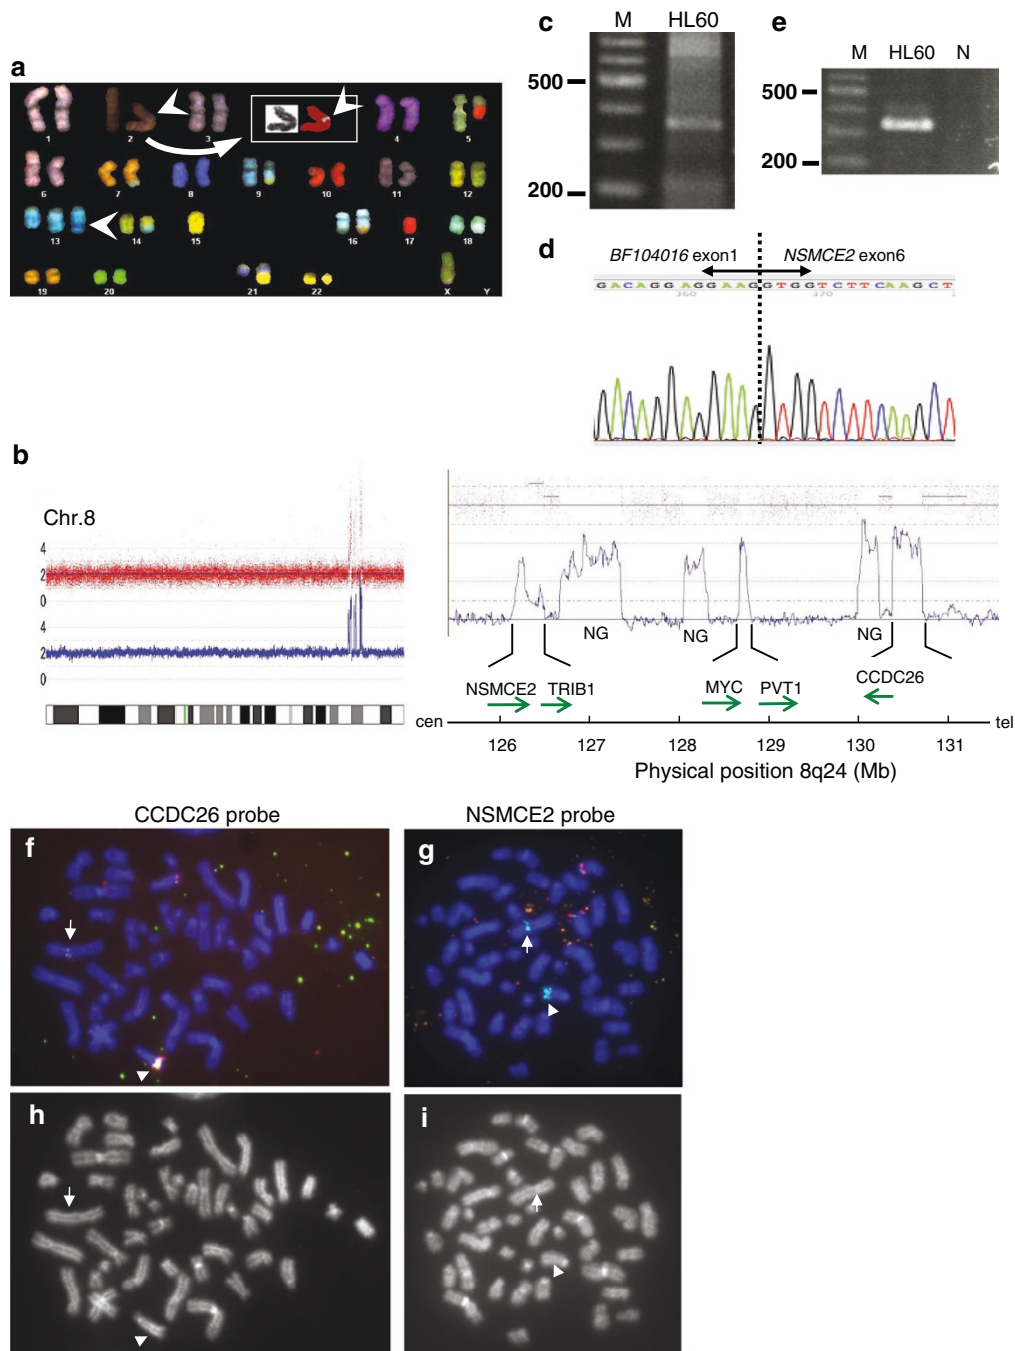 a
1 2 3 4 5
6 7 8 9 10 11 12
13 14 15 16 17 18
19 20 21 22 X Y
b
Chr.8
4
2
0
4
2
0
c
M HL60
500
200
e
M HL60 N
500
200
d
BF104016 exon1 NSMCE2 exon6
GACAGGAGGAAGGTGGTCTTCAAGCT
360 370
NG NG NG
NSMCE2 TRIB1 MYC PVT1 CCDC26
cen tel
126 127 128 129 130 131
Physical position 8q24 (Mb)
CCDC26 probe
NSMCE2 probe
f
g
h
i